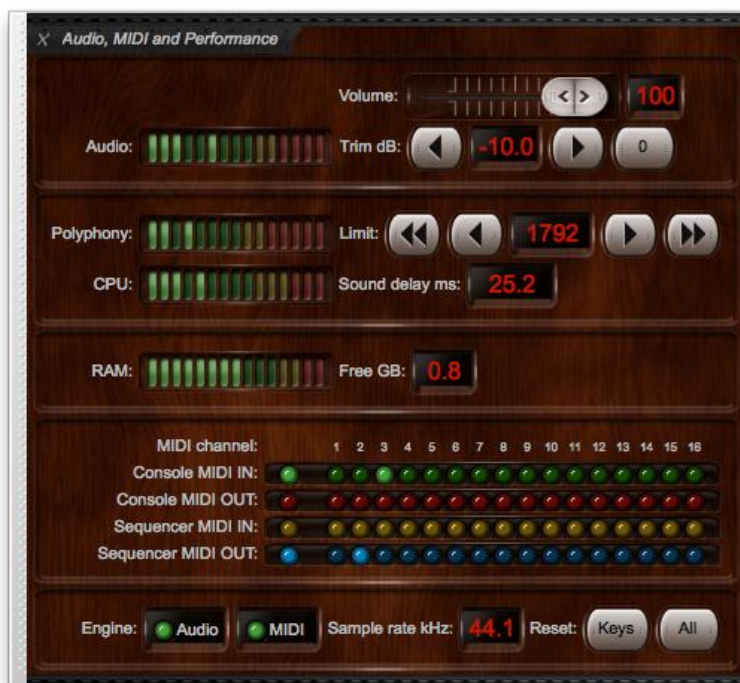 X Audio, MIDI and Performance
Volume: 100
Audio: Trim dB: -10.0 0
Polyphony: Limit: 1792
CPU: Sound delay ms: 25.2
RAM: Free GB: 0.8
MIDI channel: 1 2 3 4 5 6 7 8 9 10 11 12 13 14 15 16
Console MIDI IN:
Console MIDI OUT:
Sequencer MIDI IN:
Sequencer MIDI OUT:
Engine: Audio MIDI Sample rate kHz: 44.1 Reset: Keys All